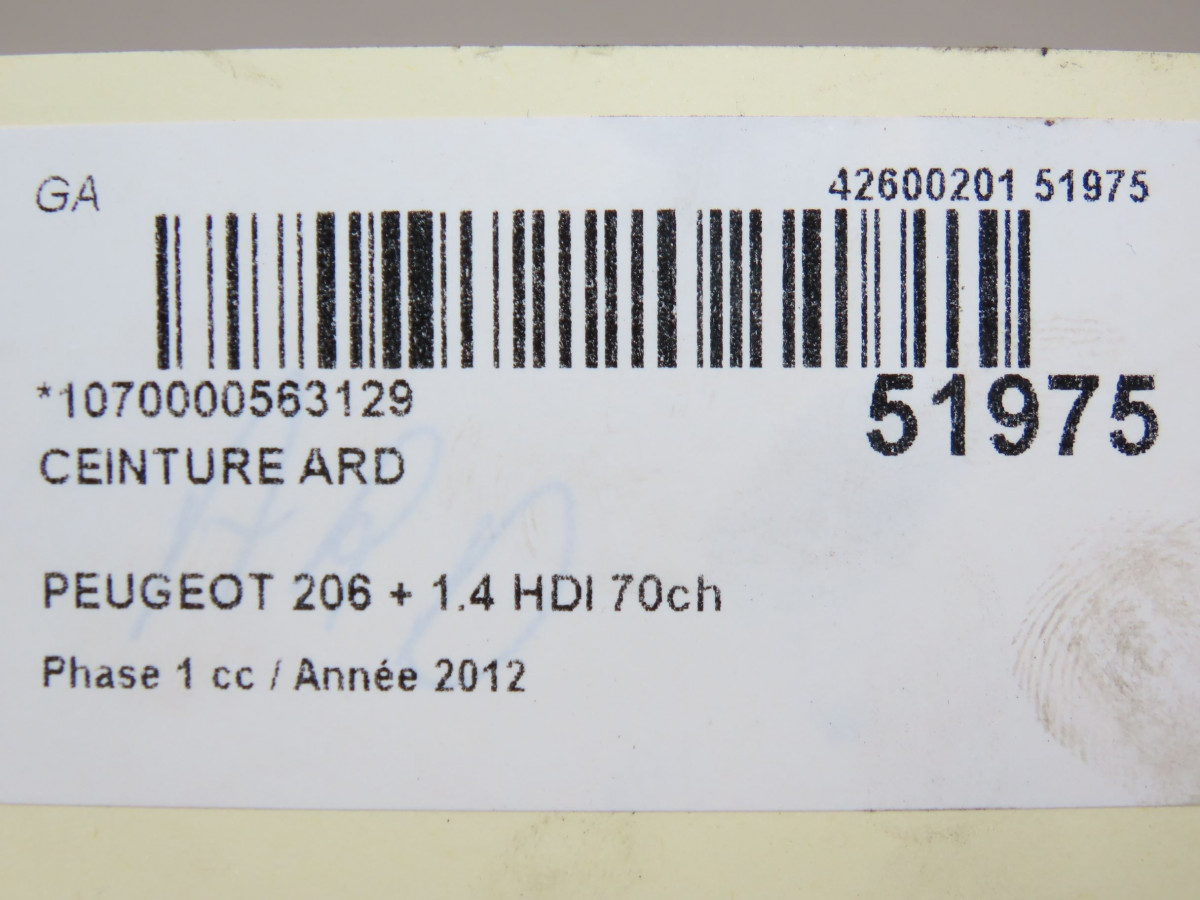 GA
42600201 51975
*1070000563129
51975
CEINTURE ARD
PEUGEOT 206 + 1.4 HDI 70ch
Phase 1 cc / Année 2012